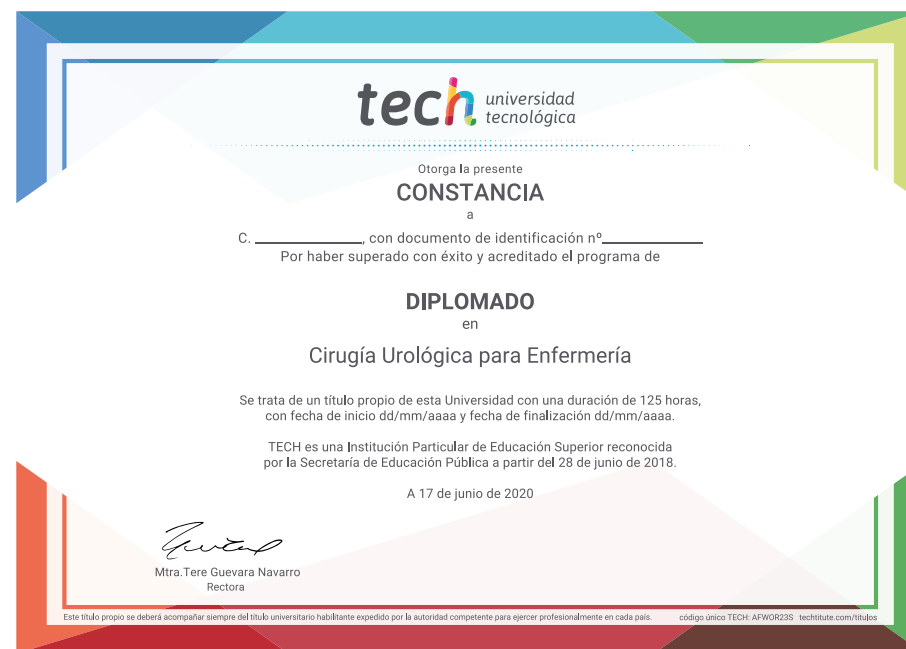 tech universidad
tecnológica
Otorga la presente
CONSTANCIA
a
C. ______________, con documento de identificación nº_____________
Por haber superado con éxito y acreditado el programa de
DIPLOMADO
en
Cirugía Urológica para Enfermería
Se trata de un título propio de esta Universidad con una duración de 125 horas,
con fecha de inicio dd/mm/aaaa y fecha de finalización dd/mm/aaaa.
TECH es una Institución Particular de Educación Superior reconocida
por la Secretaría de Educación Pública a partir del 28 de junio de 2018.
A 17 de junio de 2020
Mtra.Tere Guevara Navarro
Rectora
Este título propio se deberá acompañar siempre del título universitario habilitante expedido por la autoridad competente para ejercer profesionalmente en cada país. código único TECH: AFWOR23S techtitute.com/titulos